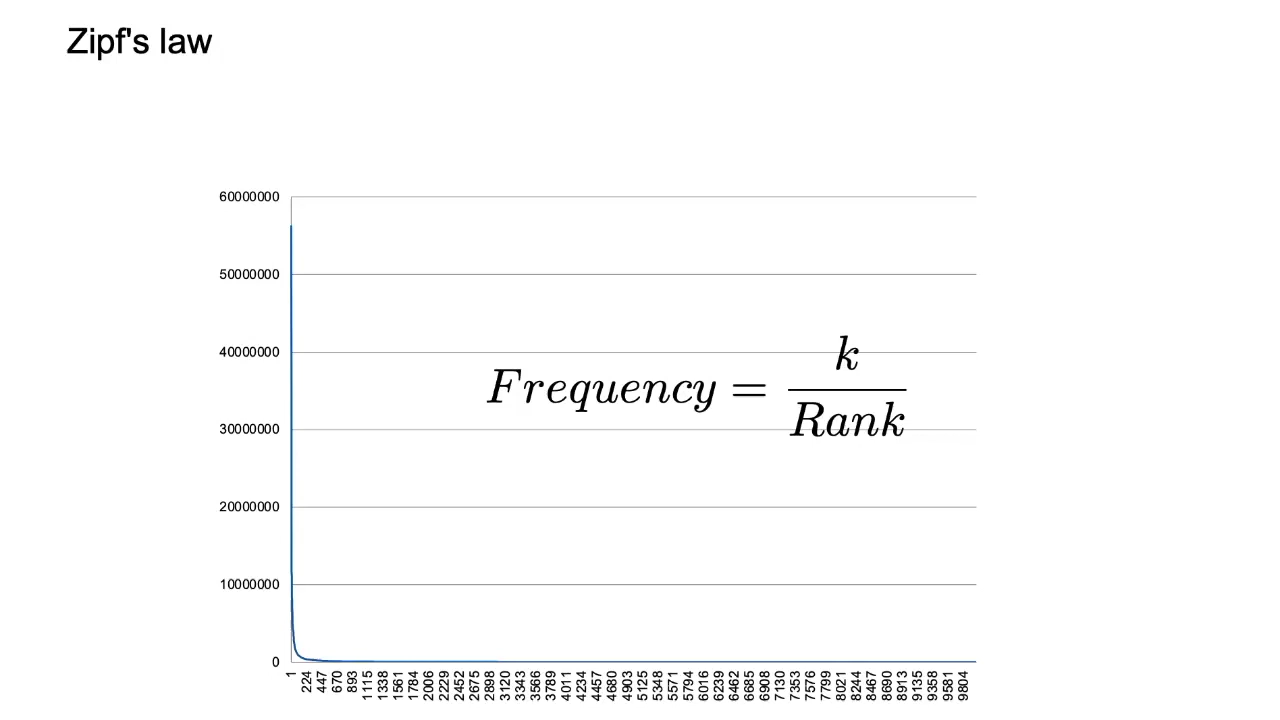 Zipf's law
60000000
50000000
40000000
30000000
20000000
10000000
0
Frequency = k / Rank
1 224 447 670 893 1115 1338 1561 1784 2006 2229 2452 2675 2898 3120 3343 3566 3789 4011 4234 4457 4680 4903 5125 5348 5571 5794 6016 6239 6462 6685 6908 7130 7353 7576 7799 8021 8244 8467 8690 8913 9135 9358 9581 9804